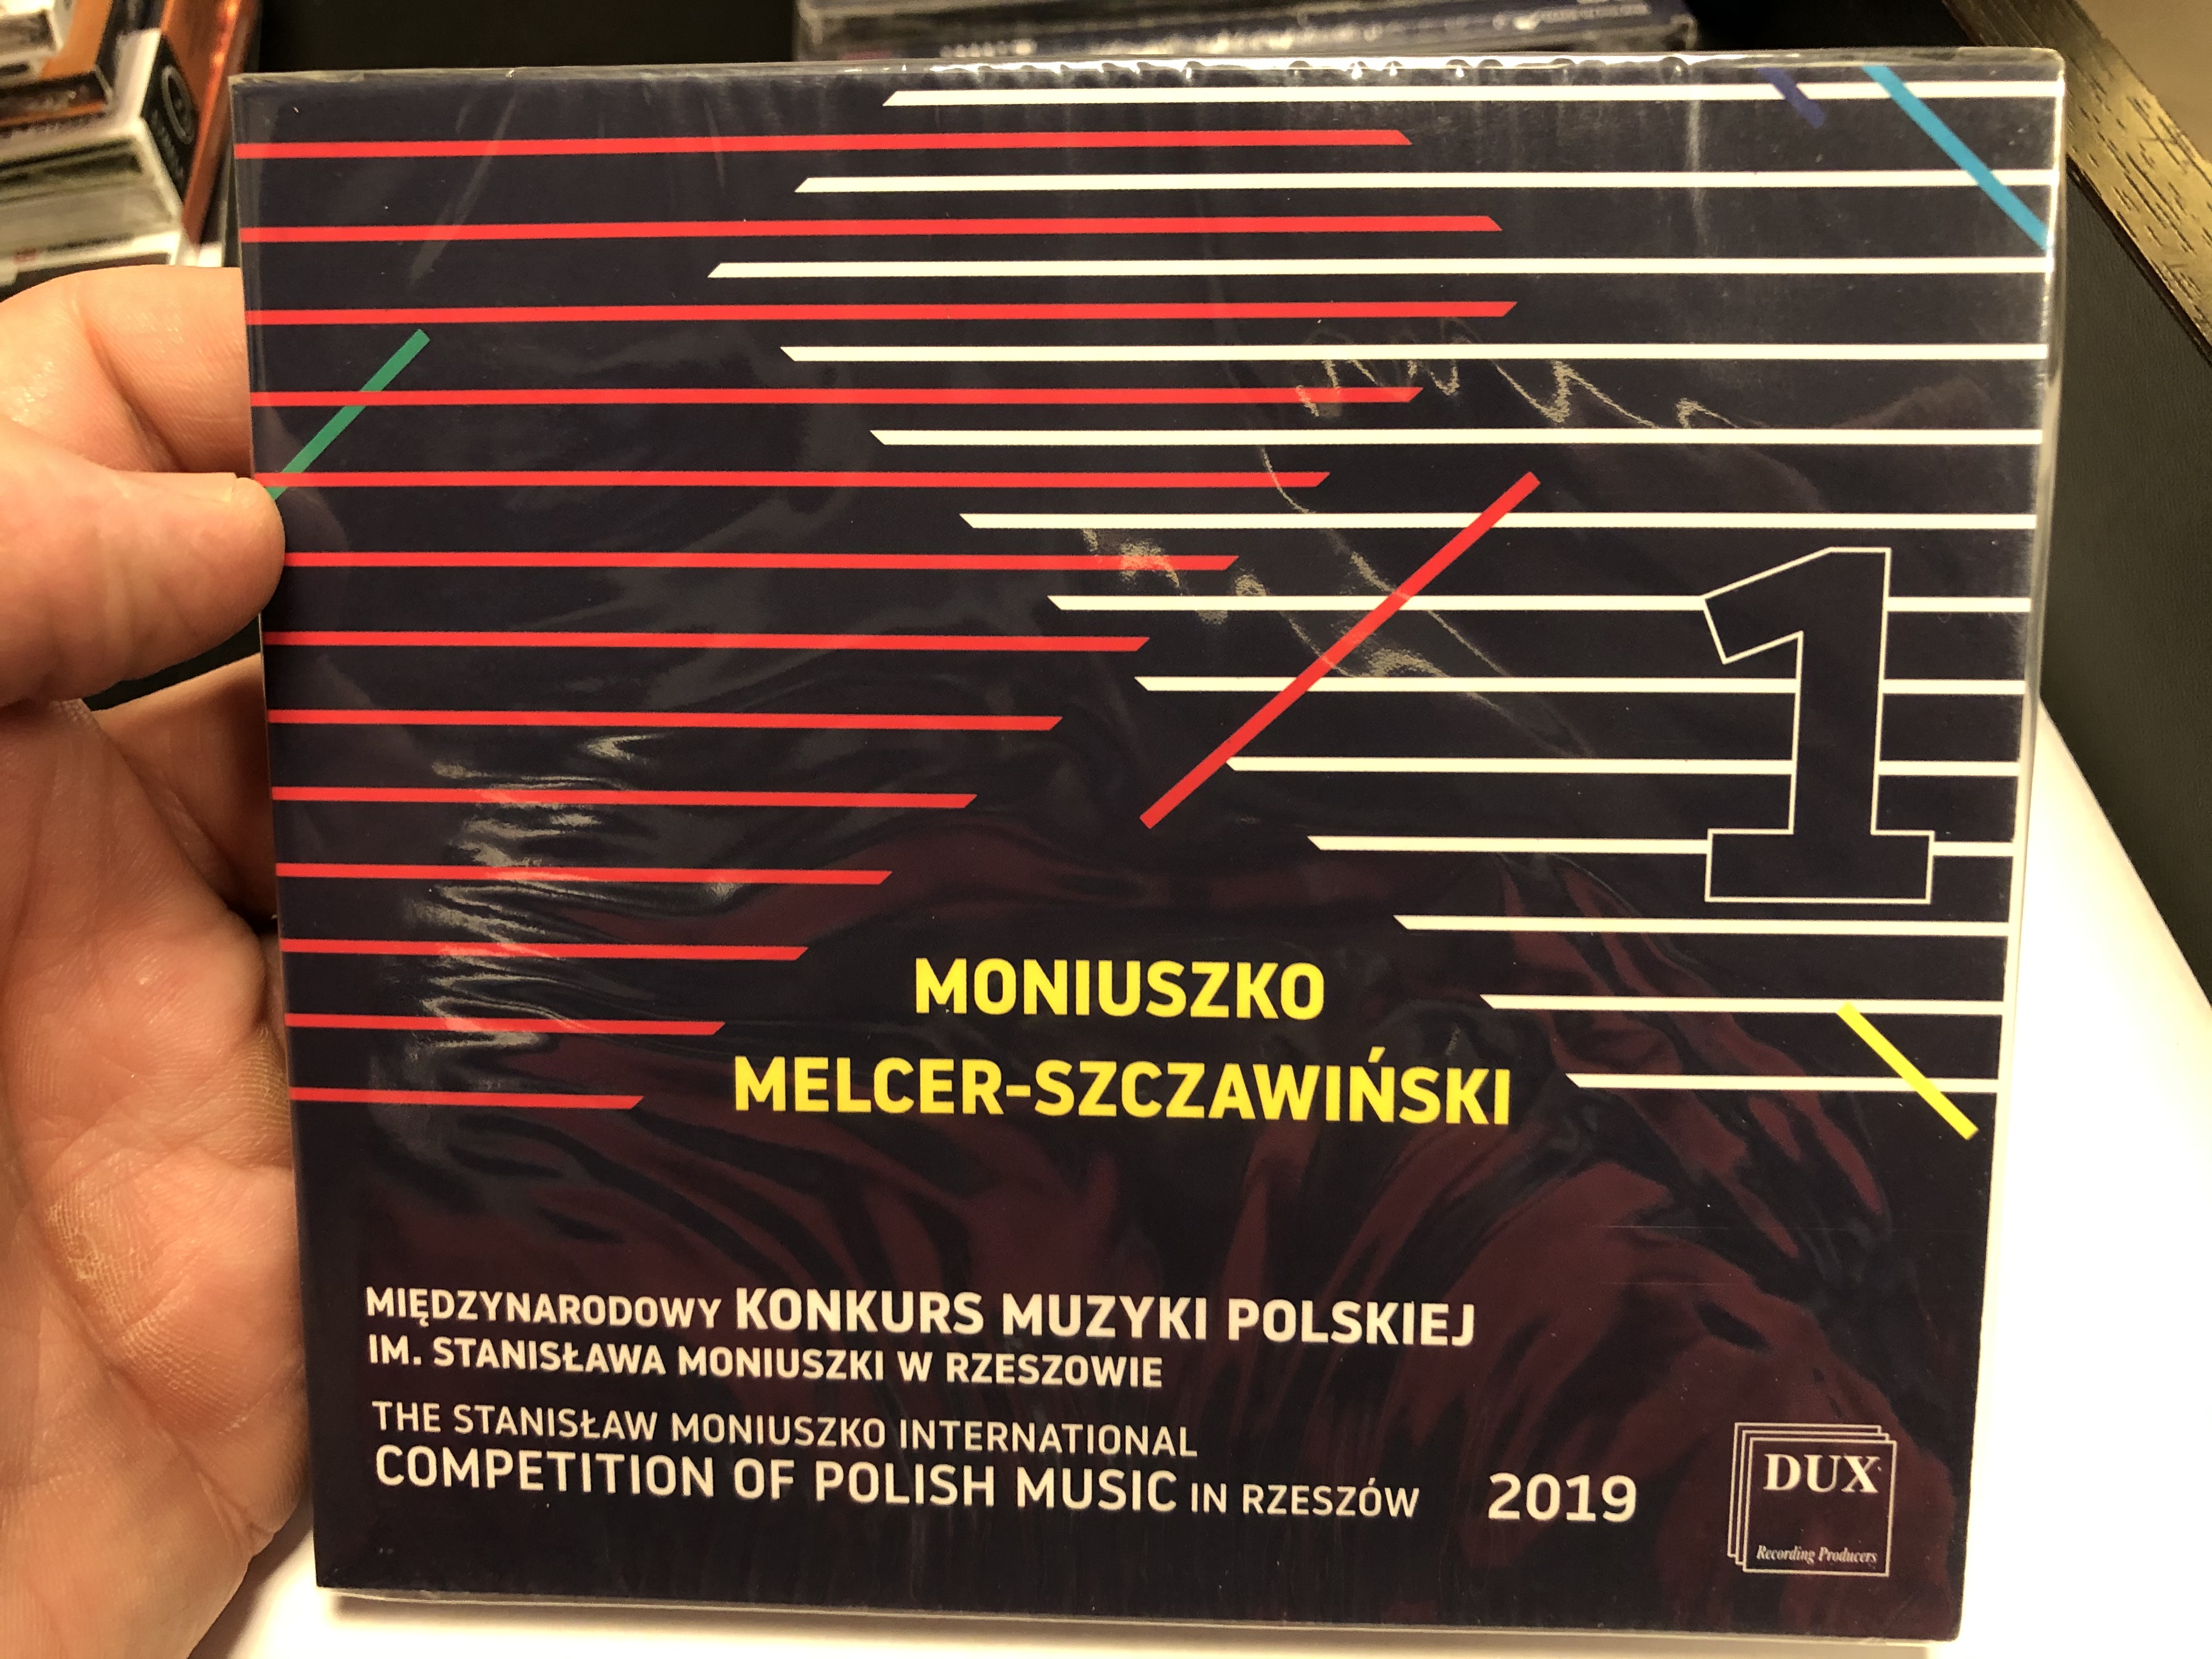 1
MONIUSZKO
MELCER-SZCZAWIŃSKI
MIĘDZYNARODOWY KONKURS MUZYKI POLSKIEJ
IM. STANISŁAWA MONIUSZKI W RZESZOWIE
THE STANISŁAW MONIUSZKO INTERNATIONAL
COMPETITION OF POLISH MUSIC IN RZESZÓW 2019
DUX
Recording Producers